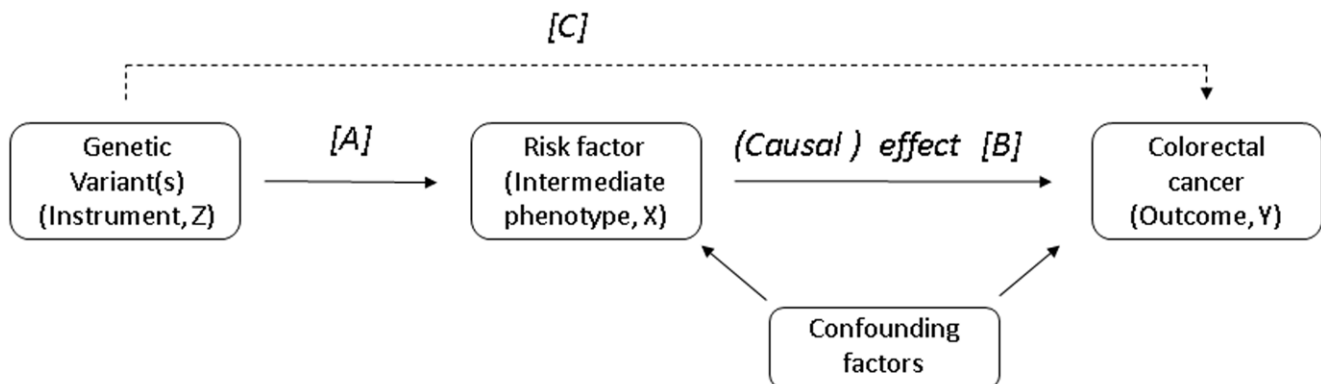 [C]
Genetic
Variant(s)
(Instrument, Z)
[A]
Risk factor
(Intermediate
phenotype, X)
(Causal ) effect [B]
Colorectal
cancer
(Outcome, Y)
Confounding
factors